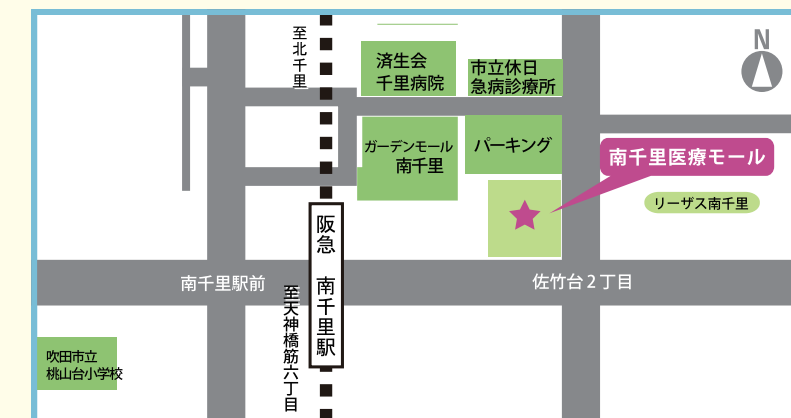 至北千里
済生会
千里病院
市立休日
急病診療所
N
ガーデンモール
南千里
パーキング
南千里医療モール
リーザス南千里
阪急 南千里駅
南千里駅前
佐竹台2丁目
至天神橋筋六丁目
吹田市立
桃山台小学校